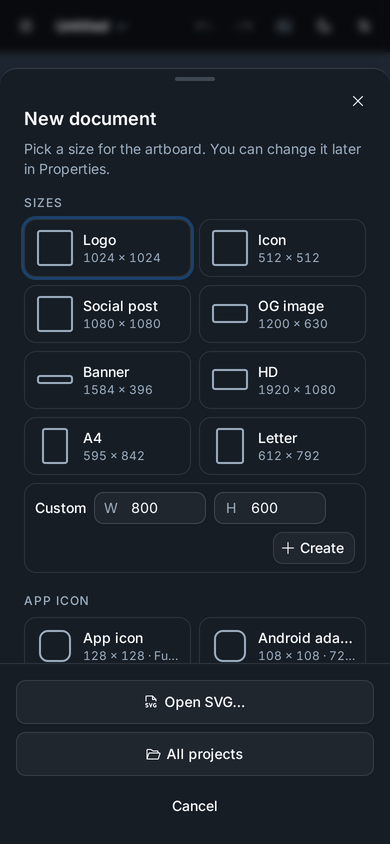 New document
Pick a size for the artboard. You can change it later
in Properties.
SIZES
Logo
1024 × 1024
Icon
512 × 512
Social post
1080 × 1080
OG image
1200 × 630
Banner
1584 × 396
HD
1920 × 1080
A4
595 × 842
Letter
612 × 792
Custom
W 800
H 600
Create
APP ICON
App icon
128 × 128 · Fu…
Android ada…
108 × 108 · 72…
SVG
Open SVG…
All projects
Cancel